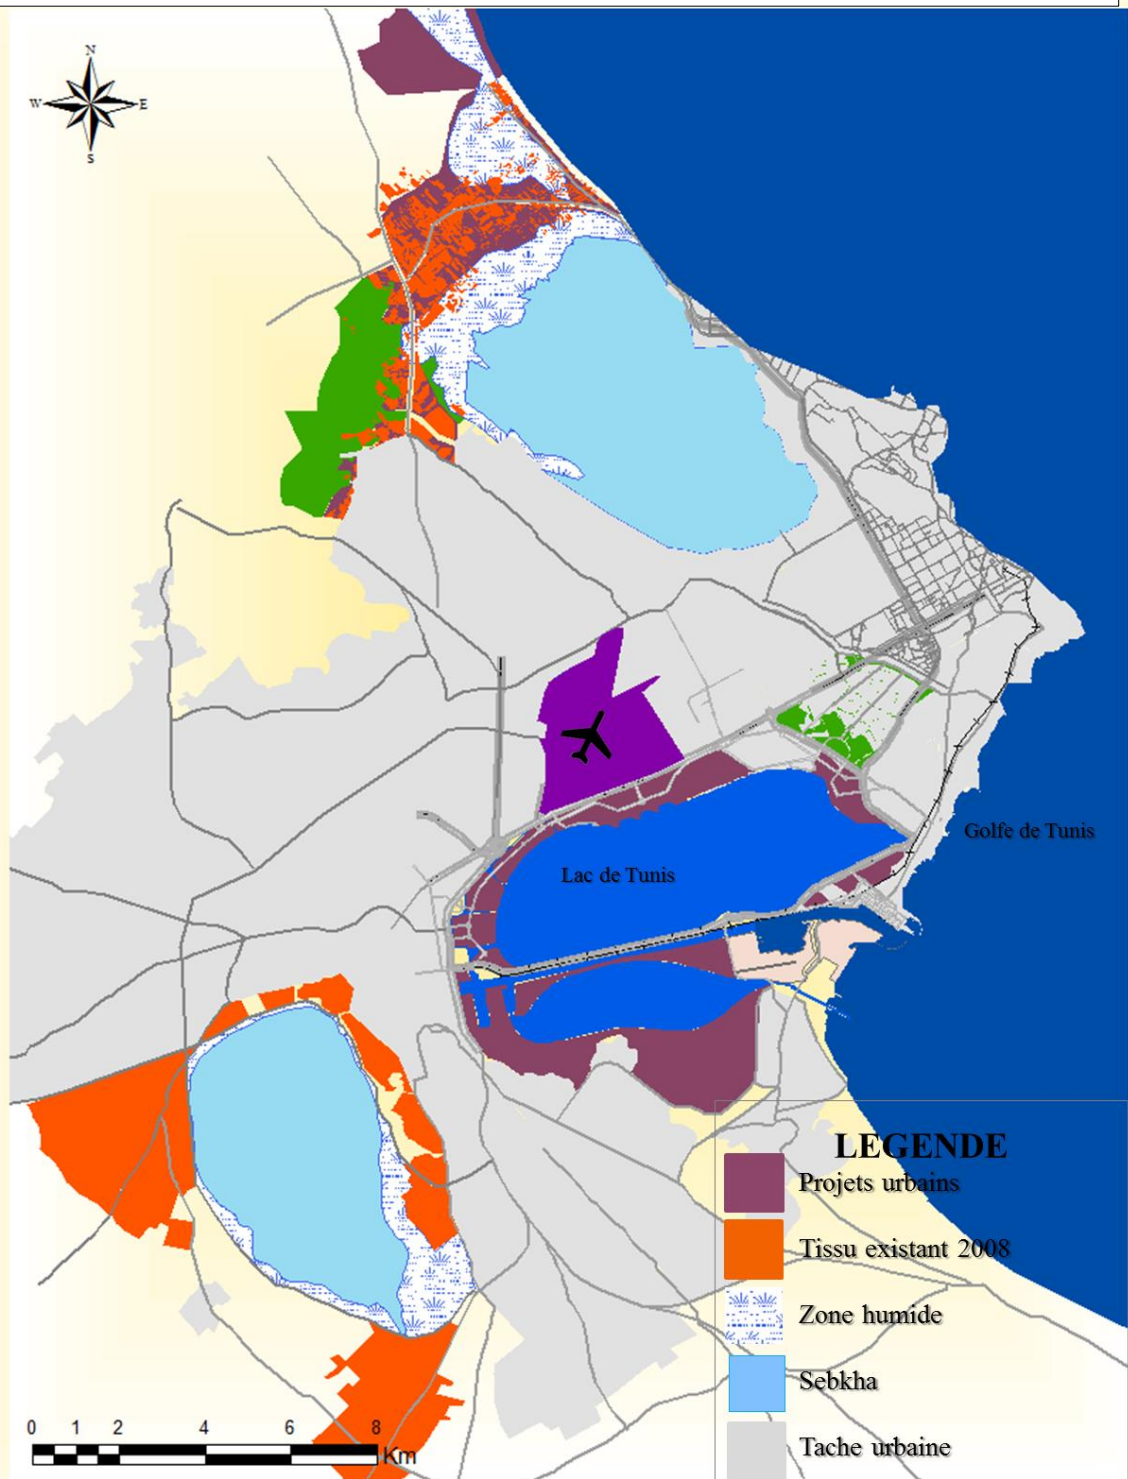 N
W
E
S
Golfe de Tunis
Lac de Tunis
LEGENDE
Projets urbains
Tissu existant 2008
Zone humide
Sebkha
Tache urbaine
0 1 2 4 6 8
Km